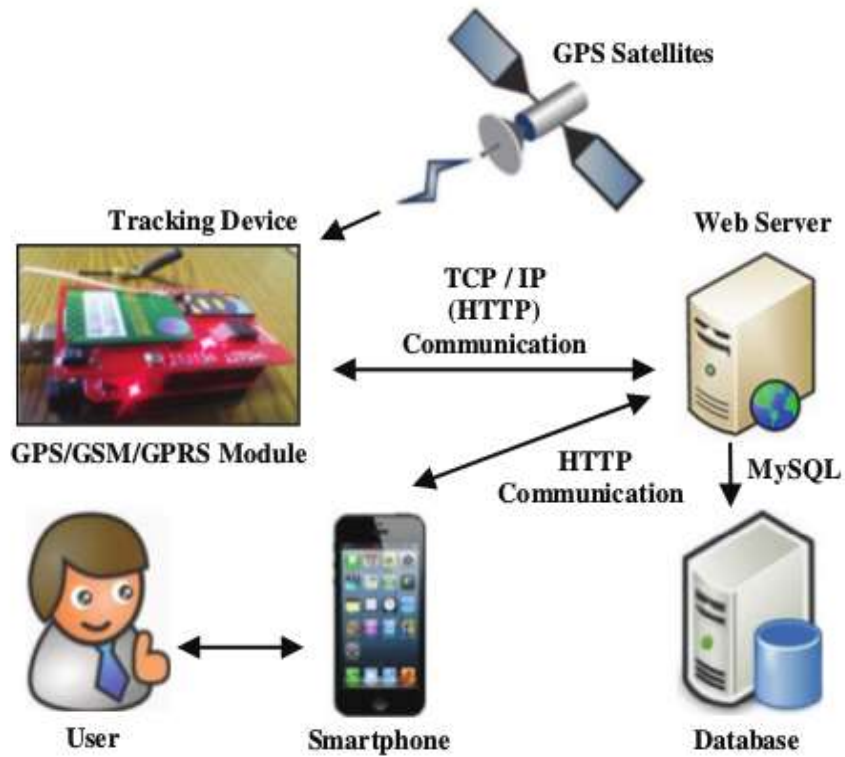 GPS Satellites
Tracking Device
Web Server
TCP / IP
(HTTP)
Communication
GPS/GSM/GPRS Module
HTTP
Communication
MySQL
User
Smartphone
Database